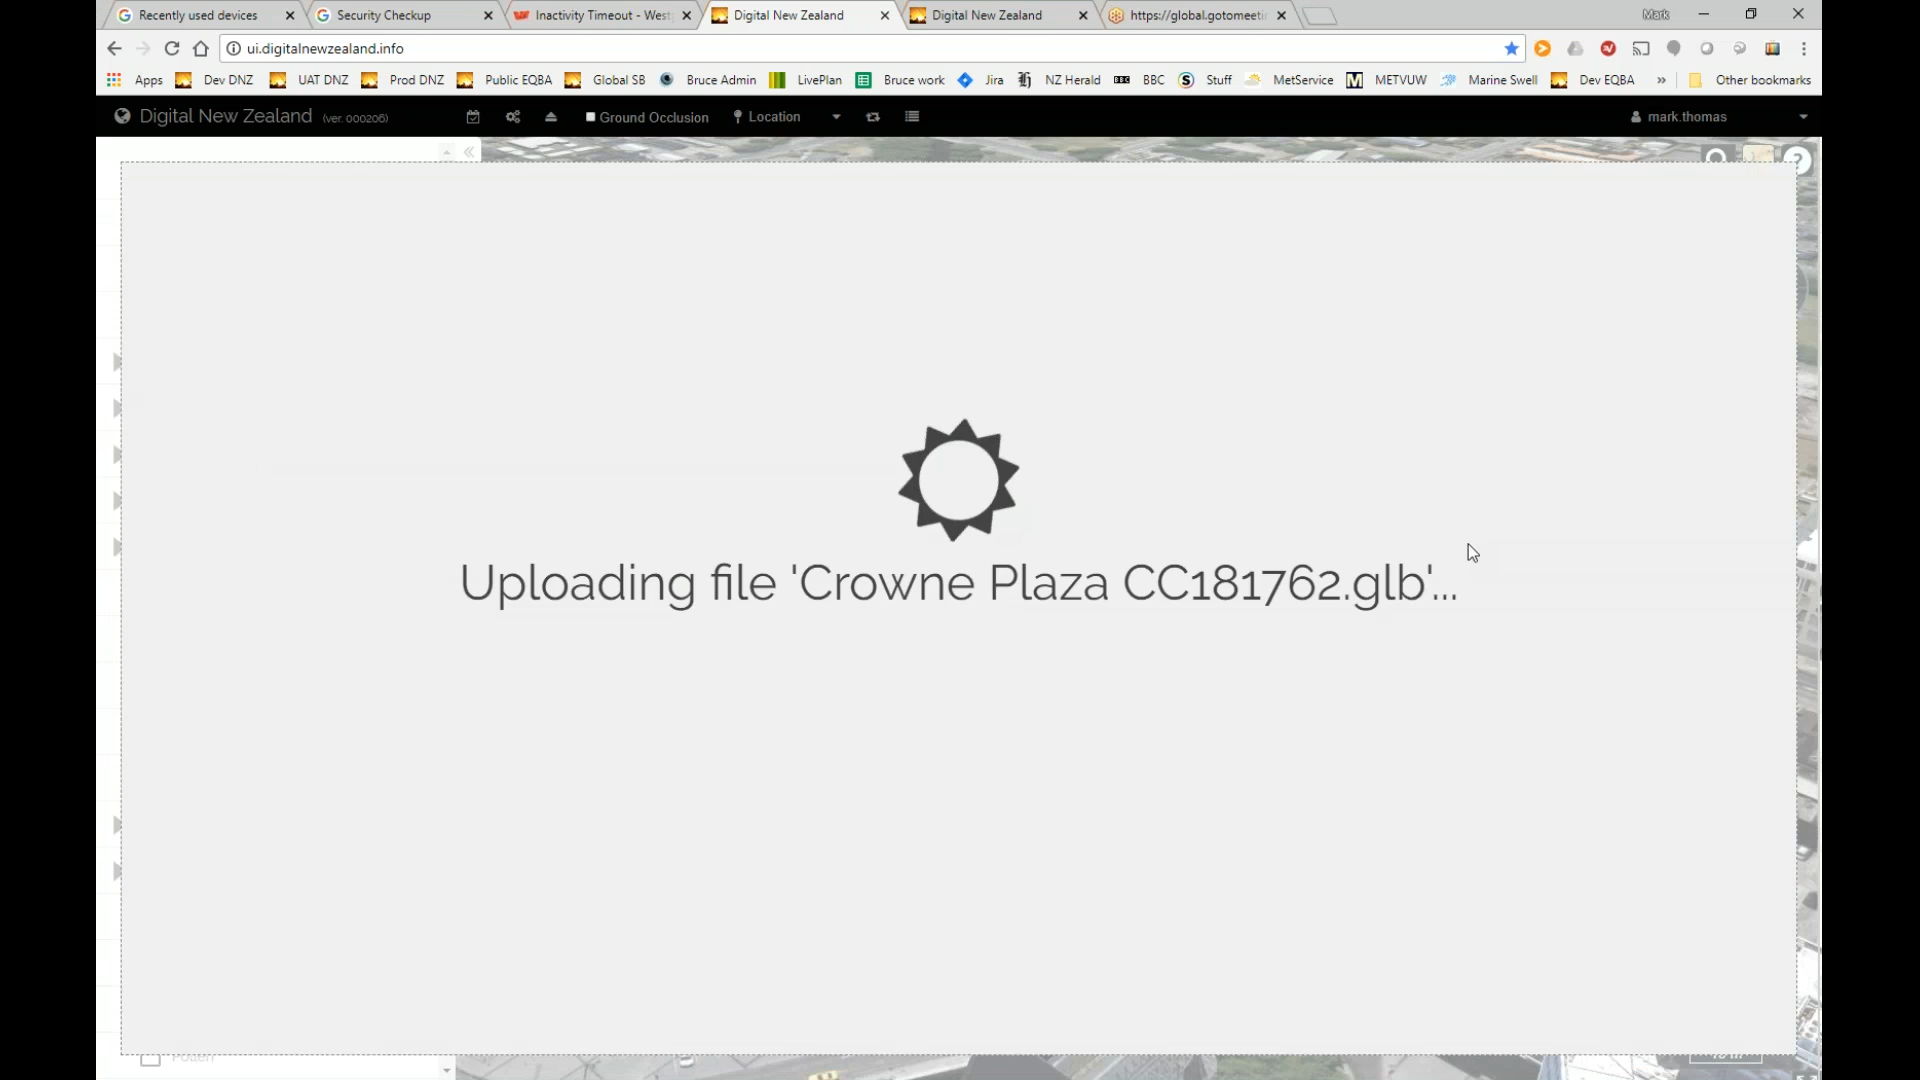 Recently used devices
Security Checkup
Inactivity Timeout - West
Digital New Zealand
Digital New Zealand
https://global.gotomeeti
Mark
ui.digitalnewzealand.info
Apps Dev DNZ UAT DNZ Prod DNZ Public EQBA Global SB Bruce Admin LivePlan Bruce work Jira NZ Herald BBC BBC Stuff MetService METVUW Marine Swell Dev EQBA » Other bookmarks
Digital New Zealand (ver. 000206) Ground Occlusion Location mark.thomas
Uploading file 'Crowne Plaza CC181762.glb'...
Pollen